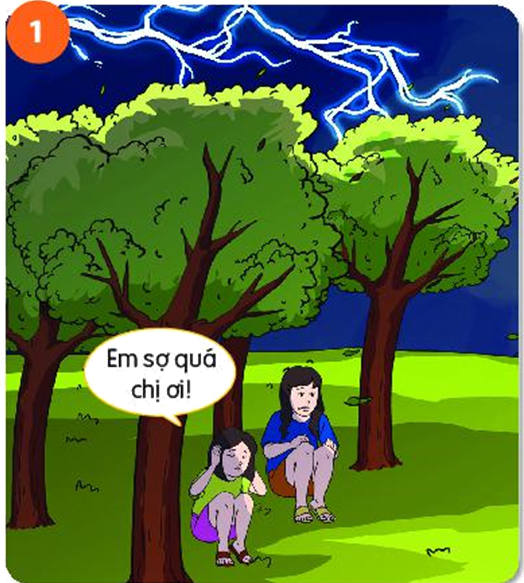 1
Em sợ quá
chị ơi!